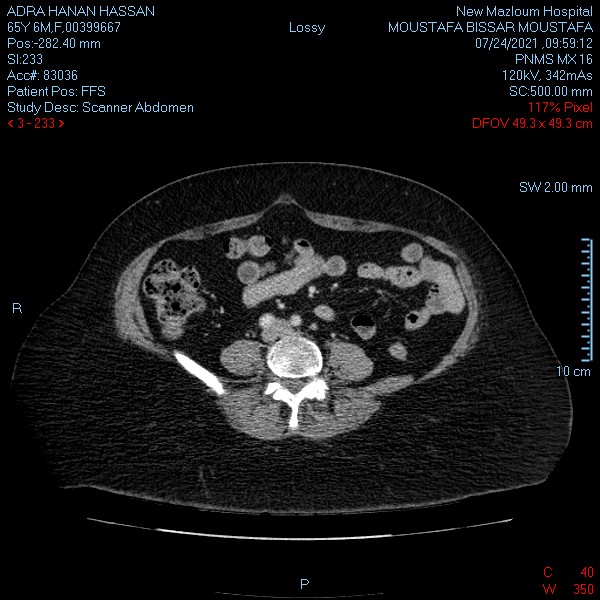 ADRA HANAN HASSAN
65Y 6M,F,00399667
Pos:-282.40 mm
SI:233
Acc#: 83036
Patient Pos: FFS
Study Desc: Scanner Abdomen
< 3 - 233 >
Lossy
New Mazloum Hospital
MOUSTAFA BISSAR MOUSTAFA
07/24/2021 ,09:59:12
PNMS MX 16
120kV, 342mAs
SC:500.00 mm
117% Pixel
DFOV 49.3 x 49.3 cm
SW 2.00 mm
R
10 cm
P
C 40
W 350